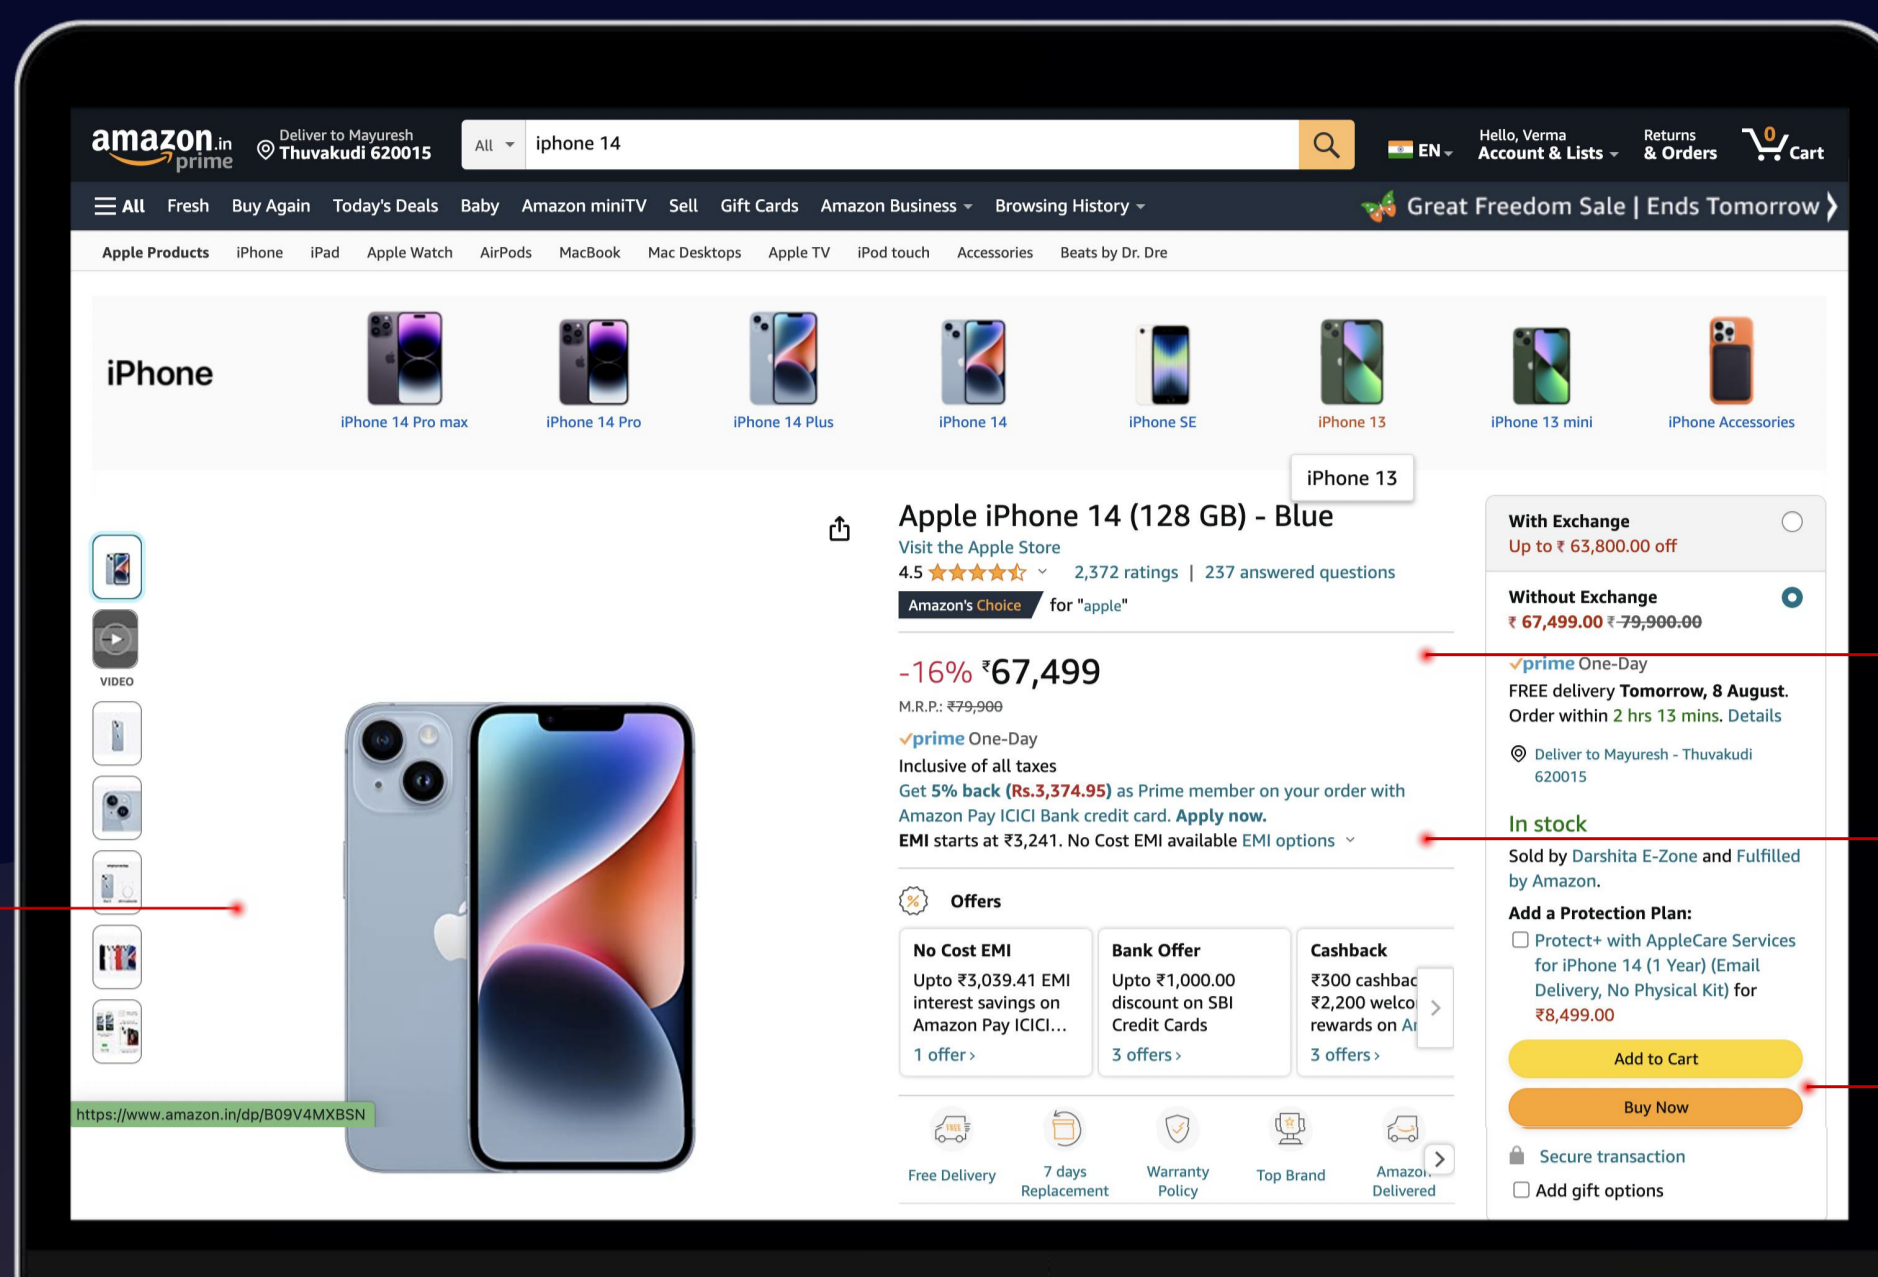 amazon.in
prime
Deliver to Mayuresh
Thuvakudi 620015
All
iphone 14
EN
Hello, Verma
Account & Lists
Returns
& Orders
0
Cart
All Fresh Buy Again Today's Deals Baby Amazon miniTV Sell Gift Cards Amazon Business Browsing History
Great Freedom Sale | Ends Tomorrow
Apple Products iPhone iPad Apple Watch AirPods MacBook Mac Desktops Apple TV iPod touch Accessories Beats by Dr. Dre
iPhone
iPhone 14 Pro max
iPhone 14 Pro
iPhone 14 Plus
iPhone 14
iPhone SE
iPhone 13
iPhone 13 mini
iPhone Accessories
iPhone 13
VIDEO
https://www.amazon.in/dp/B09V4MXBSN
Apple iPhone 14 (128 GB) - Blue
Visit the Apple Store
4.5 2,372 ratings | 237 answered questions
Amazon's Choice for "apple"
-16% ₹67,499
M.R.P.: ₹79,900
prime One-Day
Inclusive of all taxes
Get 5% back (Rs.3,374.95) as Prime member on your order with
Amazon Pay ICICI Bank credit card. Apply now.
EMI starts at ₹3,241. No Cost EMI available EMI options
% Offers
No Cost EMI
Upto ₹3,039.41 EMI
interest savings on
Amazon Pay ICICI...
1 offer ›
Bank Offer
Upto ₹1,000.00
discount on SBI
Credit Cards
3 offers ›
Cashback
₹300 cashbac
₹2,200 welco
rewards on
3 offers ›
FREE
Free Delivery
7 days
Replacement
Warranty
Policy
Top Brand
Amazon
Delivered
With Exchange
Up to ₹ 63,800.00 off
Without Exchange
₹ 67,499.00 ₹ 79,900.00
prime One-Day
FREE delivery Tomorrow, 8 August.
Order within 2 hrs 13 mins. Details
Deliver to Mayuresh - Thuvakudi
620015
In stock
Sold by Darshita E-Zone and Fulfilled
by Amazon.
Add a Protection Plan:
Protect+ with AppleCare Services
for iPhone 14 (1 Year) (Email
Delivery, No Physical Kit) for
₹8,499.00
Add to Cart
Buy Now
Secure transaction
Add gift options